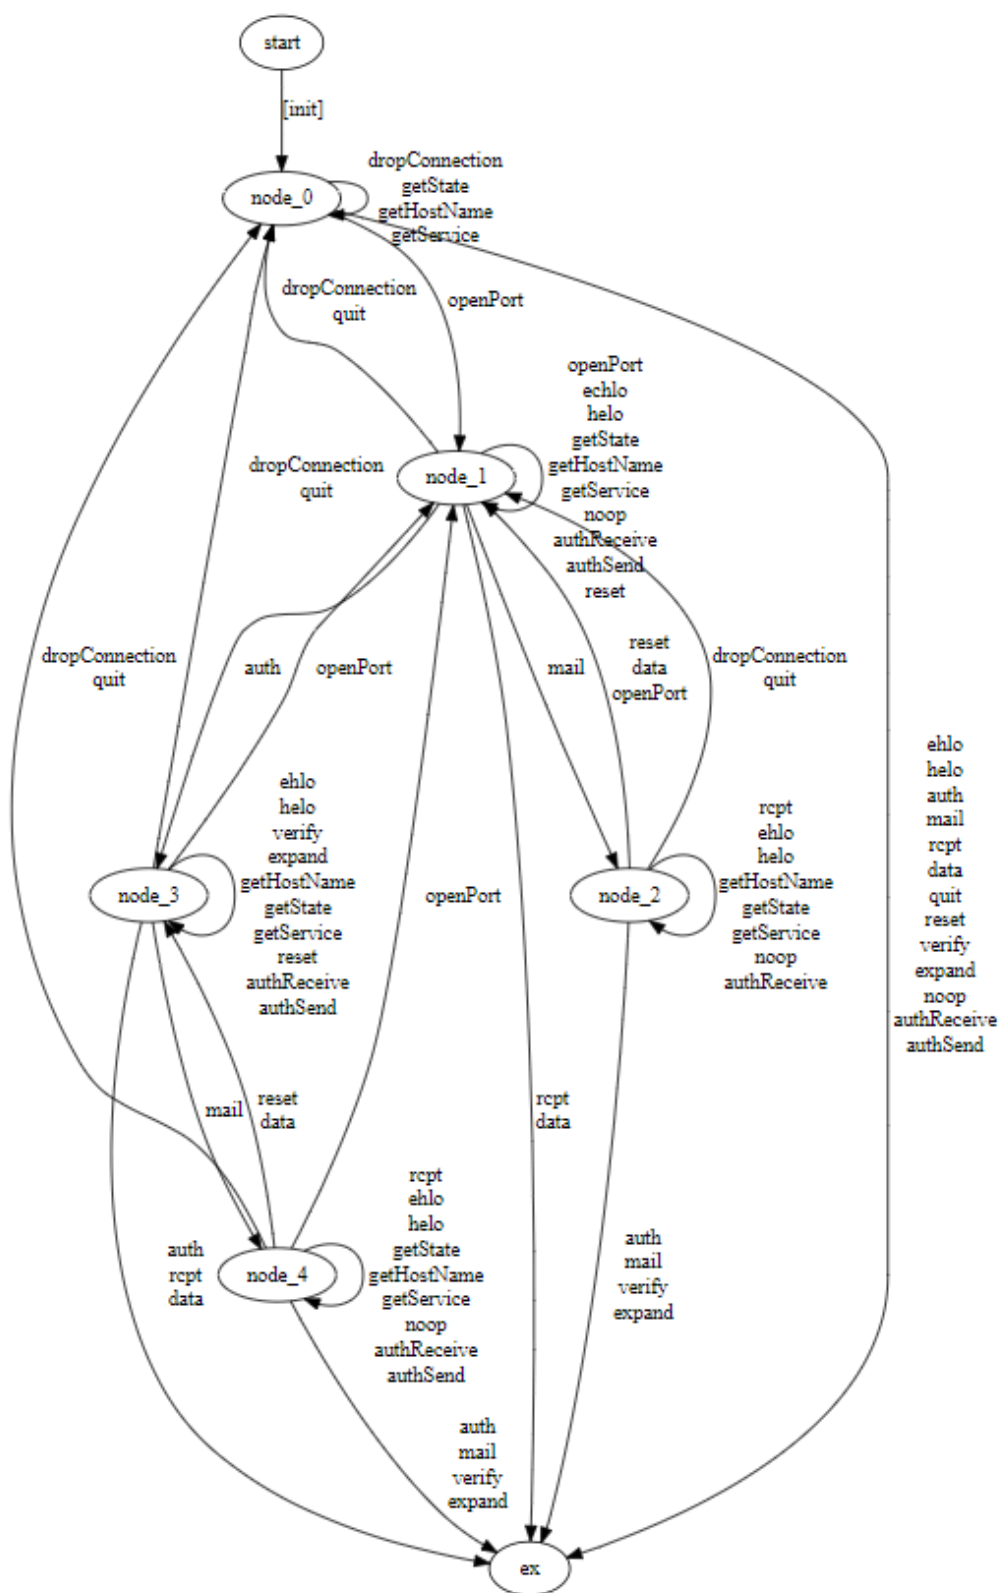 start
[init]
node_0
dropConnection
getState
getHostName
getService
dropConnection
quit
openPort
node_1
openPort
echlo
helo
getState
getHostName
getService
noop
authReceive
authSend
reset
dropConnection
quit
dropConnection
quit
auth
openPort
mail
reset
data
openPort
dropConnection
quit
node_3
ehlo
helo
verify
expand
getHostName
getState
getService
reset
authReceive
authSend
openPort
node_2
rcpt
ehlo
helo
getHostName
getState
getService
noop
authReceive
ehlo
helo
auth
mail
rcpt
data
quit
reset
verify
expand
noop
authReceive
authSend
mail
reset
data
rcpt
data
node_4
rcpt
ehlo
helo
getState
getHostName
getService
noop
authReceive
authSend
auth
rcpt
data
auth
mail
verify
expand
auth
mail
verify
expand
ex